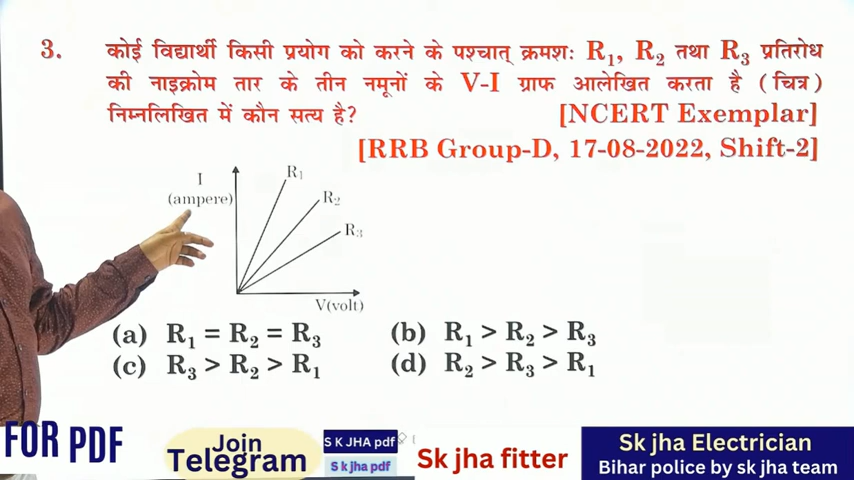 3. कोई विद्यार्थी किसी प्रयोग को करने के पश्चात् क्रमशः R₁, R₂ तथा R₃ प्रतिरोध
की नाइक्रोम तार के तीन नमूनों के V-I ग्राफ आलेखित करता है (चित्र)
निम्नलिखित में कौन सत्य है? [NCERT Exemplar]
[RRB Group-D, 17-08-2022, Shift-2]
I
(ampere)
R₁
R₂
R₃
V(volt)
(a) R₁ = R₂ = R₃ (b) R₁ > R₂ > R₃
(c) R₃ > R₂ > R₁ (d) R₂ > R₃ > R₁
FOR PDF
Join
Telegram
S K JHA pdf
S k jha pdf
Sk jha fitter
Sk jha Electrician
Bihar police by sk jha team